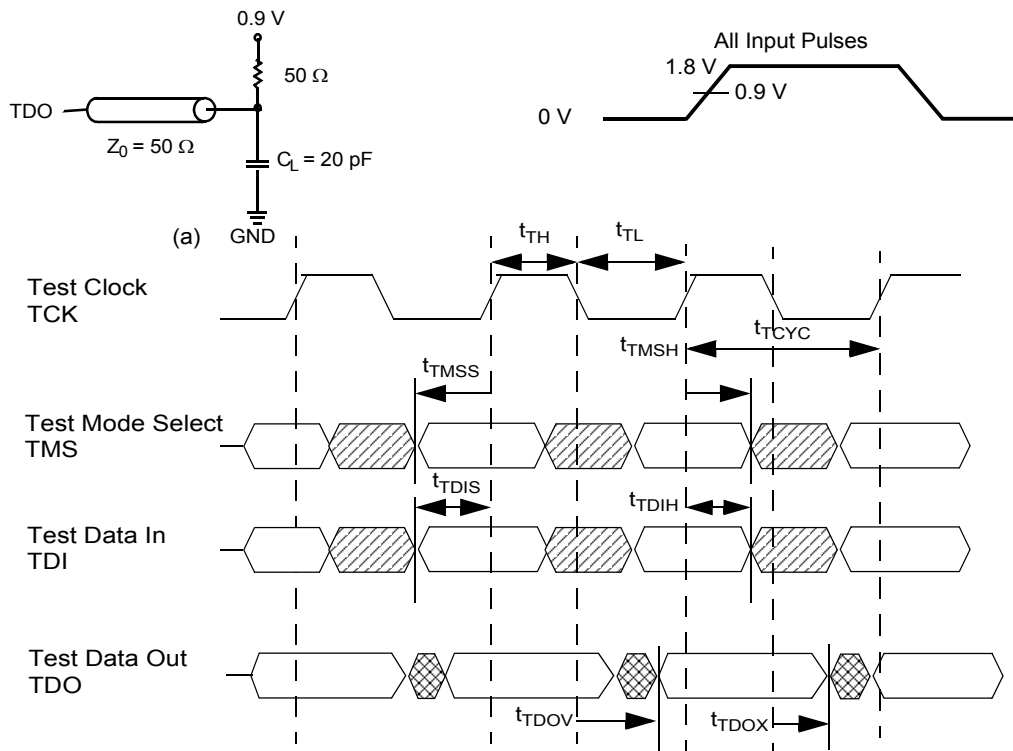 0.9 V
50 Ω
TDO
Z0 = 50 Ω
CL = 20 pF
GND
(a)
All Input Pulses
1.8 V
0.9 V
0 V
tTH
tTL
Test Clock
TCK
tTCYC
tTMSH
tTMSS
Test Mode Select
TMS
tTDIS
tTDIH
Test Data In
TDI
Test Data Out
TDO
tTDOV
tTDOX